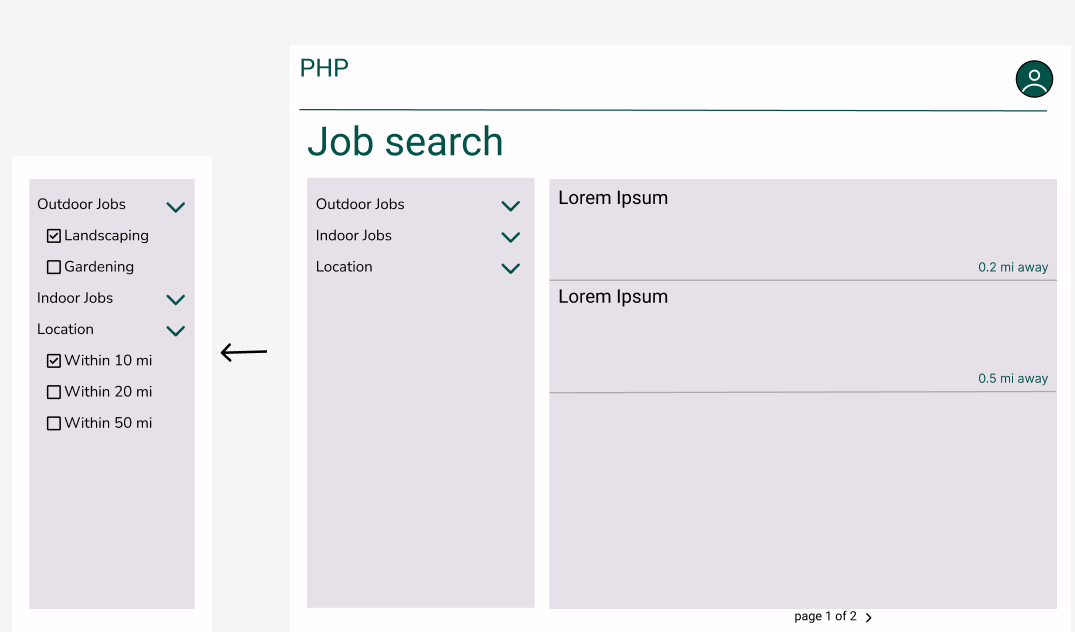 PHP
Job search
Outdoor Jobs
Landscaping
Gardening
Indoor Jobs
Location
Within 10 mi
Within 20 mi
Within 50 mi
Outdoor Jobs
Indoor Jobs
Location
Lorem Ipsum
0.2 mi away
Lorem Ipsum
0.5 mi away
page 1 of 2